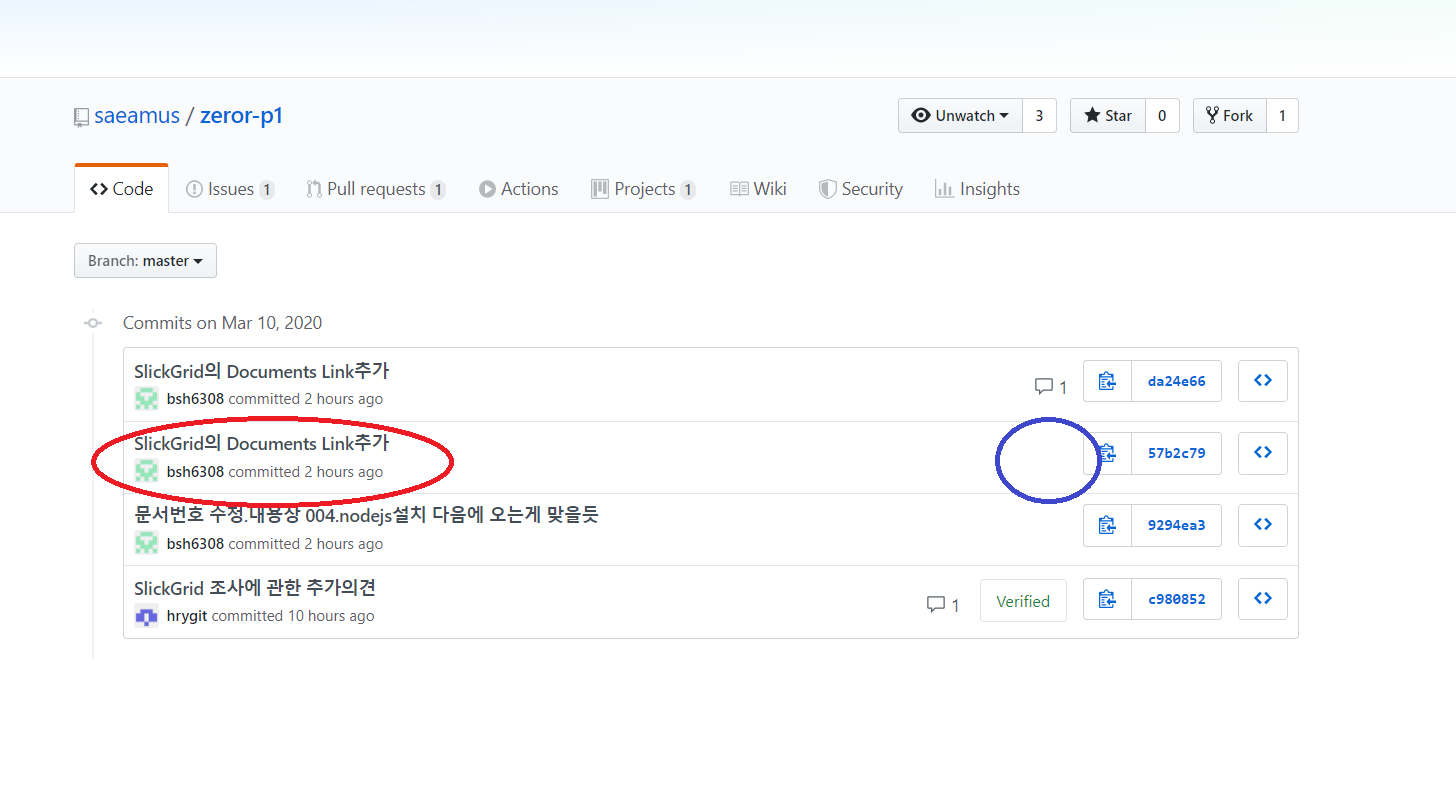 saeamus / zeror-p1
Unwatch 3 Star 0 Fork 1
Code Issues 1 Pull requests 1 Actions Projects 1 Wiki Security Insights
Branch: master
Commits on Mar 10, 2020
SlickGrid의 Documents Link추가
bsh6308 committed 2 hours ago
1 da24e66
SlickGrid의 Documents Link추가
bsh6308 committed 2 hours ago
57b2c79
문서번호 수정.내용상 004.nodejs설치 다음에 오는게 맞을듯
bsh6308 committed 2 hours ago
9294ea3
SlickGrid 조사에 관한 추가의견
hrygit committed 10 hours ago
1 Verified c980852